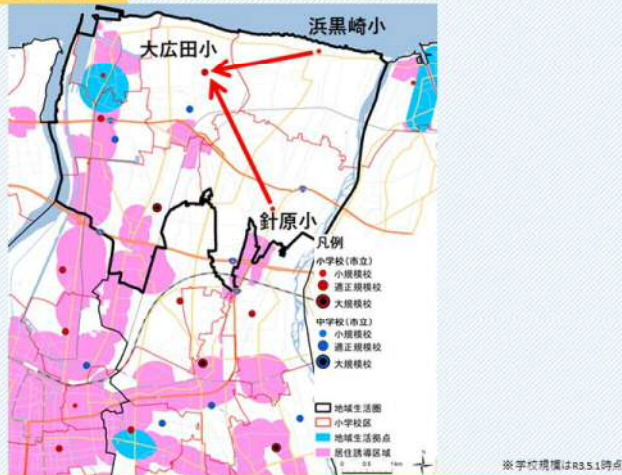 浜黒崎小
大広田小
針原小
凡例
小学校(市立)
小規模校
適正規模校
大規模校
中学校(市立)
小規模校
適正規模校
大規模校
地域生活圏
小学校区
地域生活拠点
居住誘導区域
※学校規模はR3.5.1時点